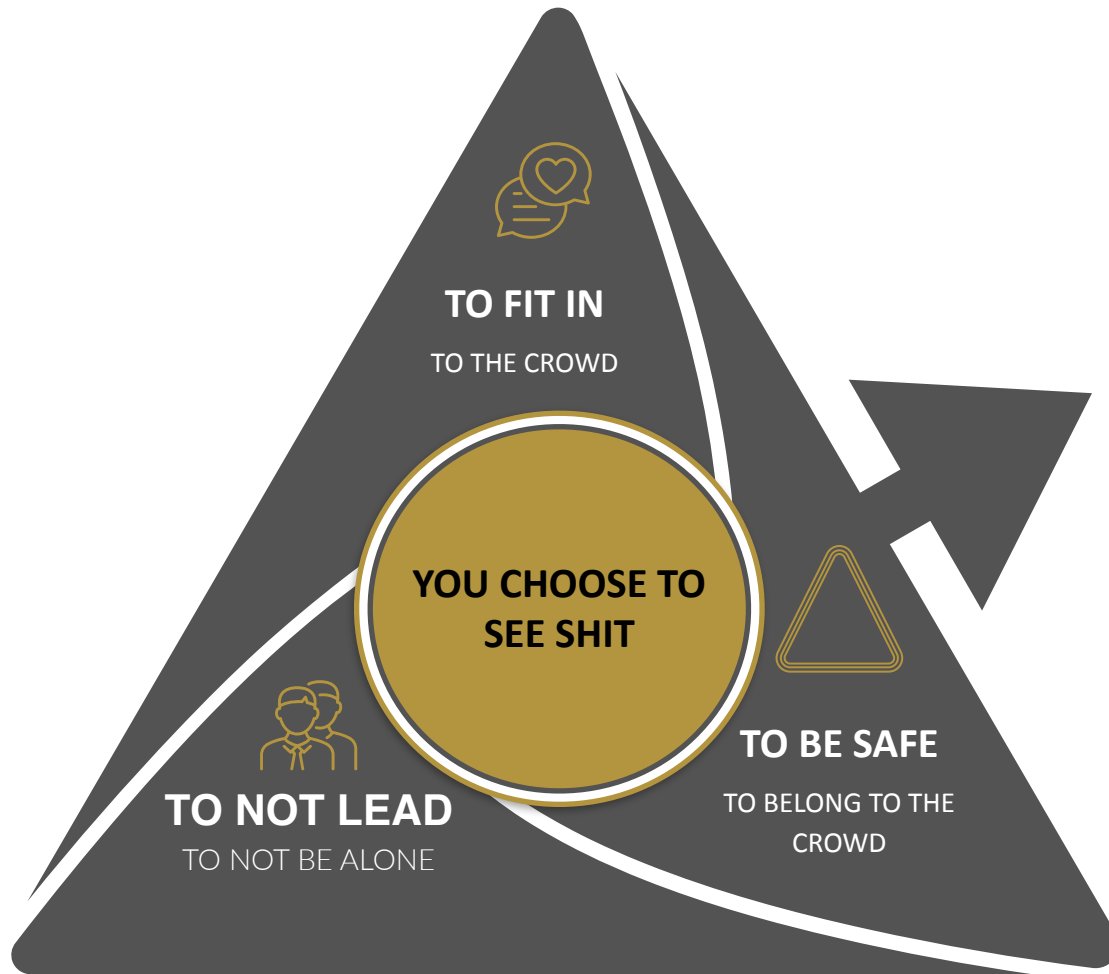 TO FIT IN
TO THE CROWD
YOU CHOOSE TO
SEE SHIT
TO NOT LEAD
TO NOT BE ALONE
TO BE SAFE
TO BELONG TO THE
CROWD